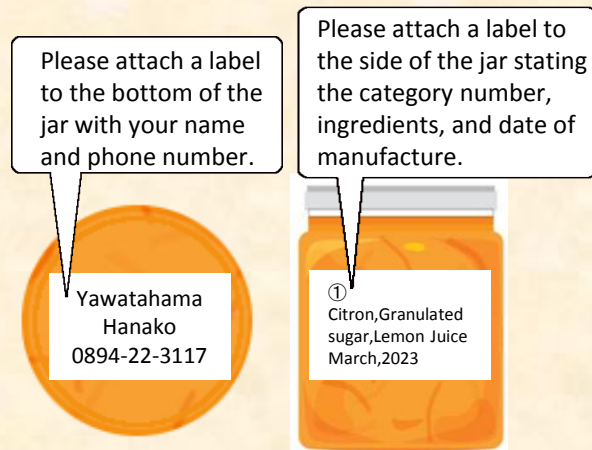 Please attach a label
to the bottom of the
jar with your name
and phone number.
Please attach a label to
the side of the jar stating
the category number,
ingredients, and date of
manufacture.
Yawatahama
Hanako
0894-22-3117
①
Citron,Granulated
sugar,Lemon Juice
March,2023